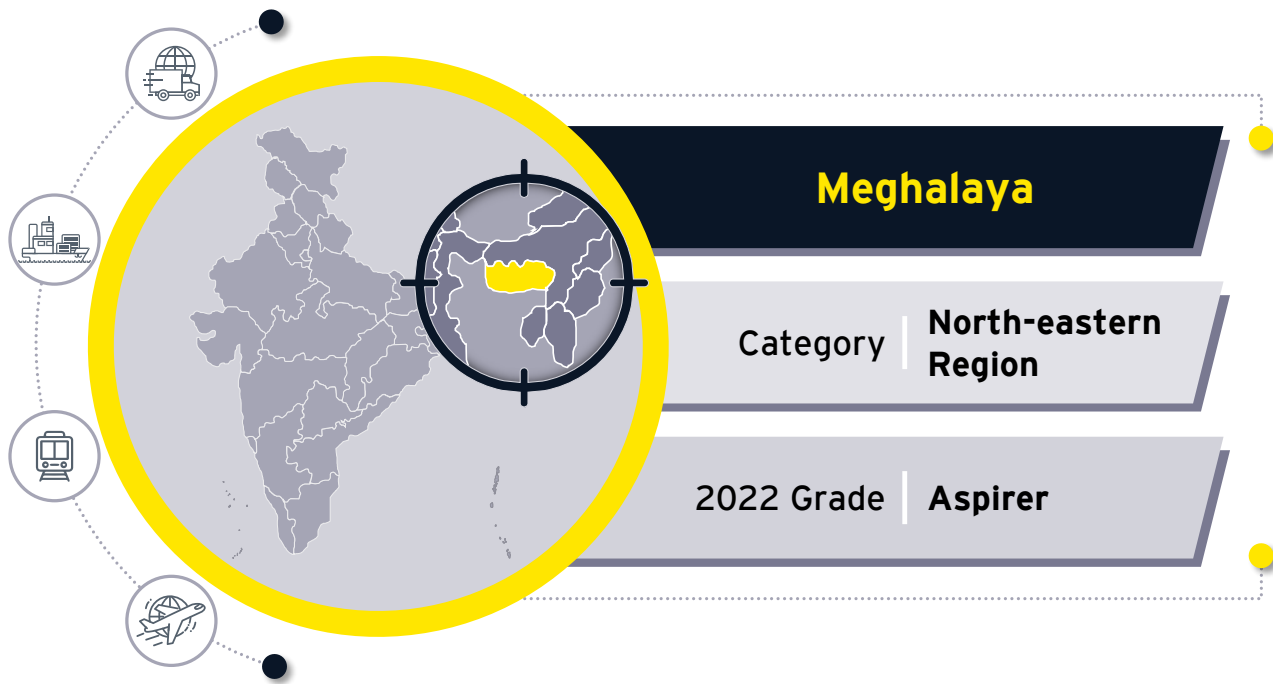 Meghalaya
Category
North-eastern
Region
2022 Grade
Aspirer